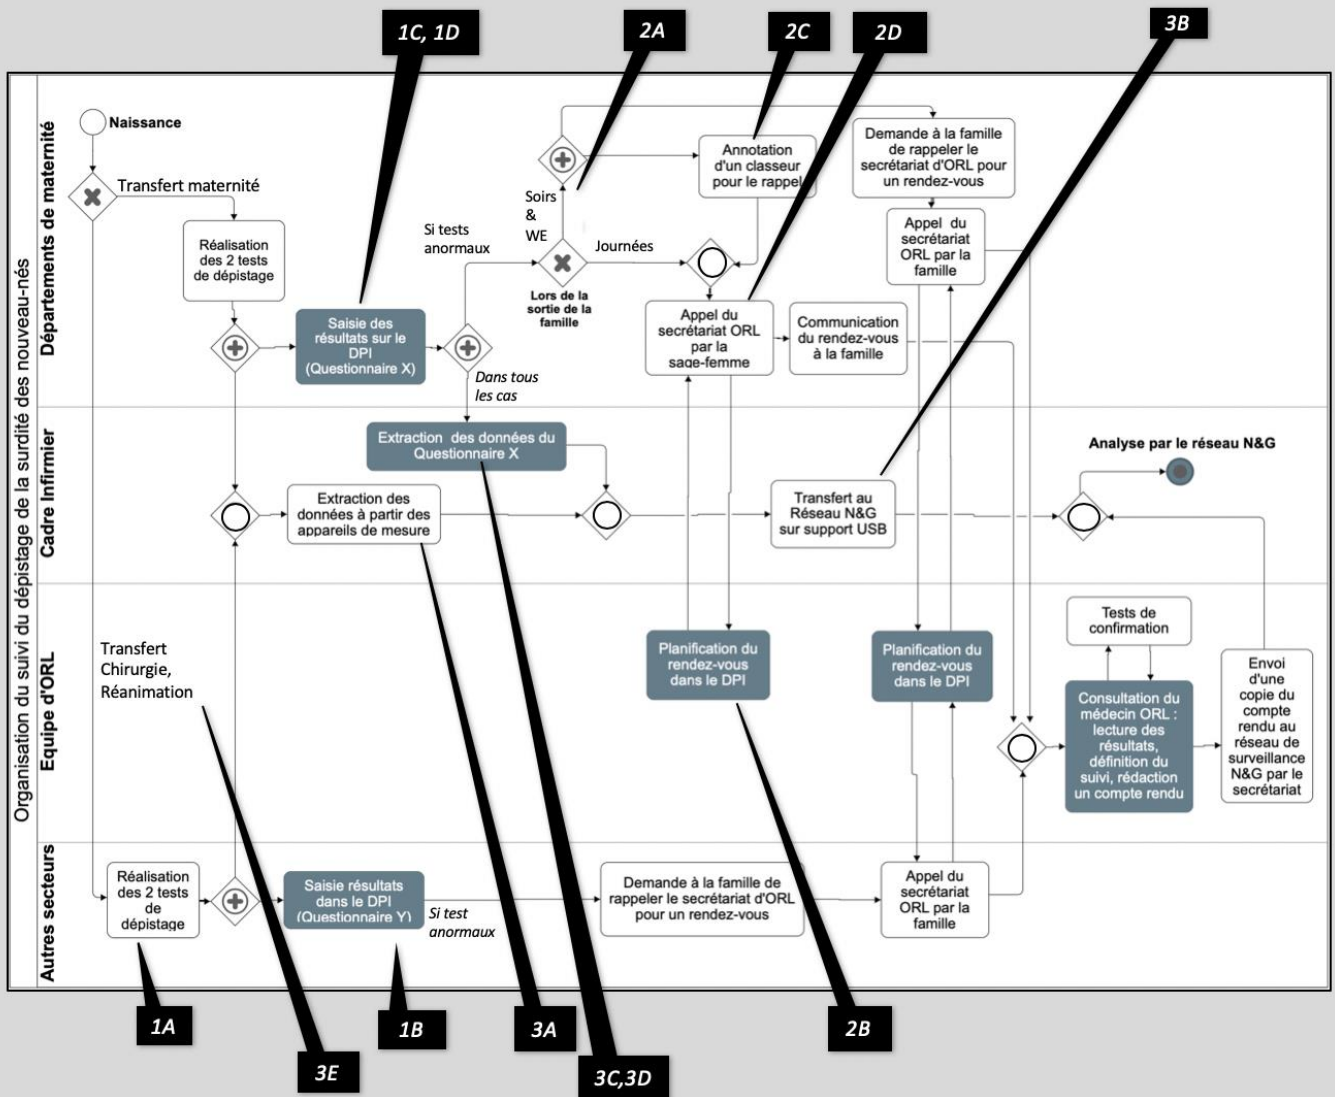 1C, 1D
2A
2C
2D
3B
Organisation du suivi du dépistage de la surdité des nouveau-nés
Départements de maternité
Naissance
Transfert maternité
Réalisation
des 2 tests
de dépistage
Saisie des
résultats sur le
DPI
(Questionnaire X)
Si tests
anormaux
Soirs
&
WE
Journées
Lors de la
sortie de la
famille
Dans tous
les cas
Annotation
d'un classeur
pour le rappel
Appel du
secrétariat ORL
par la
sage-femme
Communication
du rendez-vous
à la famille
Demande à la famille
de rappeler le
secrétariat d'ORL pour
un rendez-vous
Appel du
secrétariat
ORL par la
famille
Cadre Infirmier
Extraction des données du
Questionnaire X
Extraction des
données à partir des
appareils de mesure
Transfert au
Réseau N&G
sur support USB
Analyse par le réseau N&G
Equipe d'ORL
Transfert
Chirurgie,
Réanimation
Planification du
rendez-vous
dans le DPI
Planification du
rendez-vous
dans le DPI
Tests de
confirmation
Consultation du
médecin ORL :
lecture des
résultats,
définition du
suivi, rédaction
un compte rendu
Envoi
d'une
copie du
compte
rendu au
réseau de
surveillance
N&G par le
secrétariat
Autres secteurs
Réalisation
des 2 tests
de
dépistage
Saisie résultats
dans le DPI
(Questionnaire Y)
Si test
anormaux
Demande à la famille de
rappeler le secrétariat d'ORL
pour un rendez-vous
Appel du
secrétariat
ORL par la
famille
1A
1B
3A
2B
3E
3C,3D